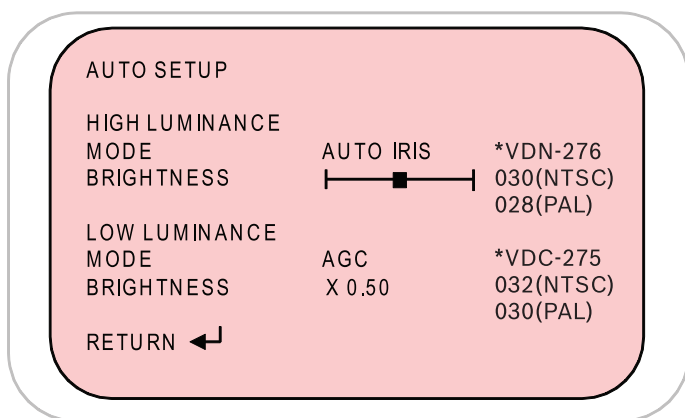 AUTO SETUP
HIGH LUMINANCE
MODE AUTO IRIS *VDN-276
BRIGHTNESS 030(NTSC)
028(PAL)
LOW LUMINANCE
MODE AGC *VDC-275
BRIGHTNESS X 0.50 032(NTSC)
030(PAL)
RETURN